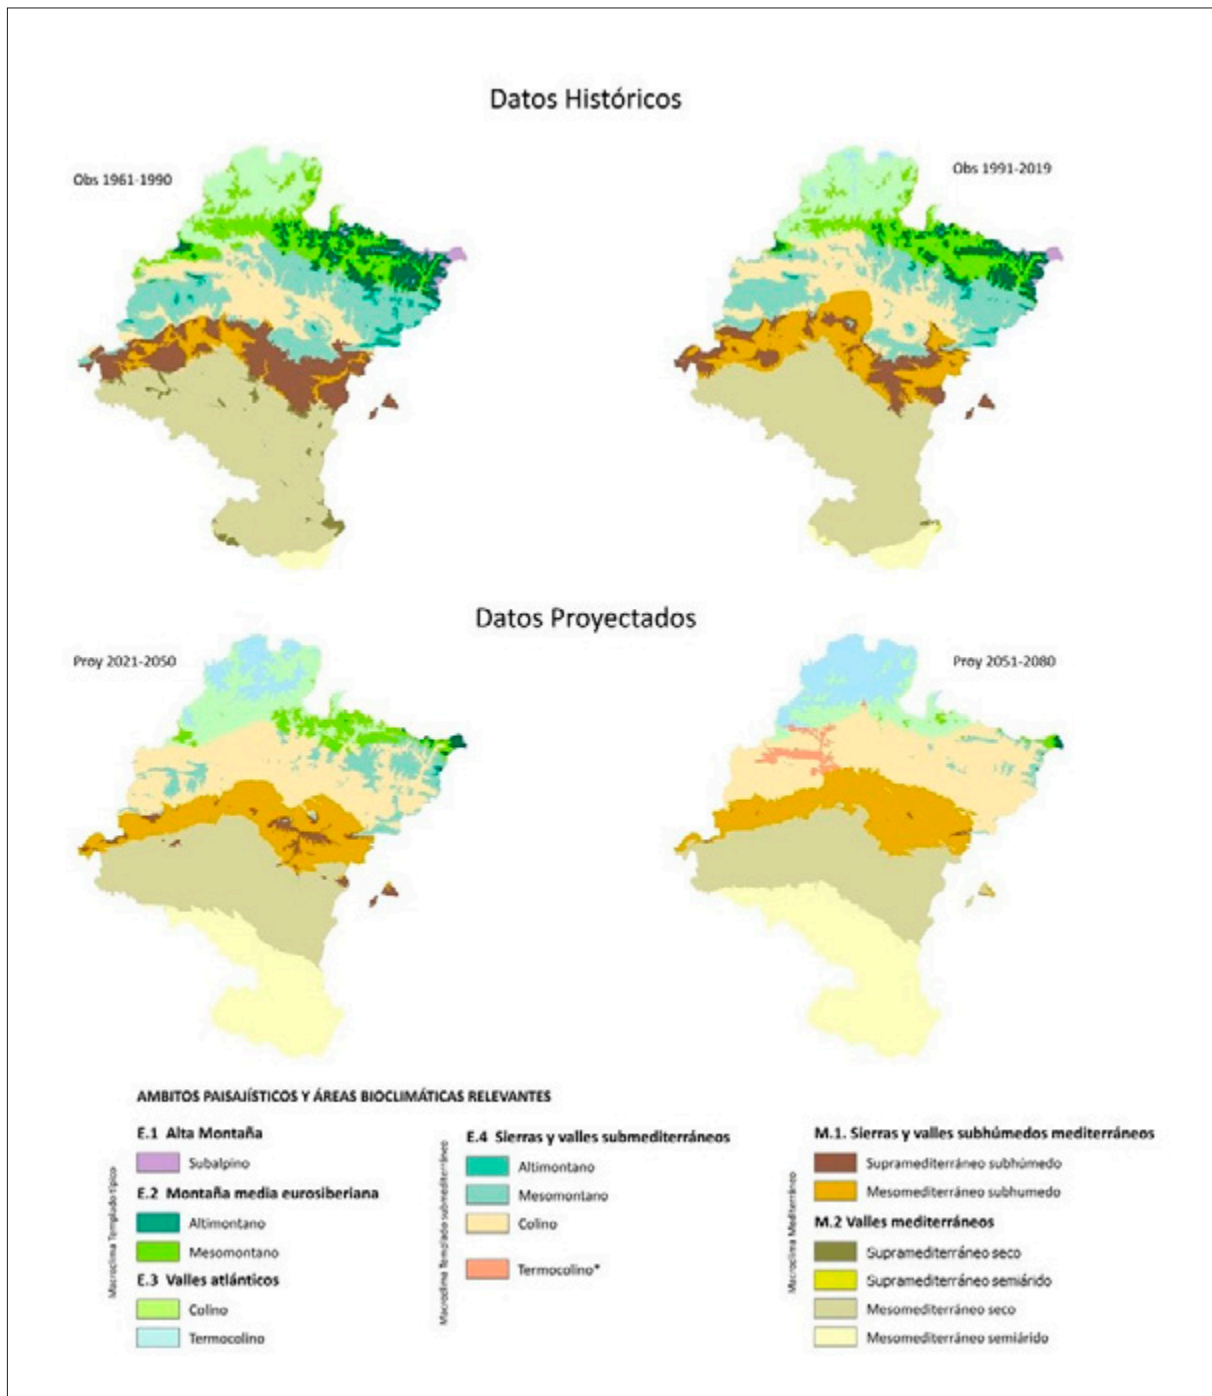 Datos Históricos
Obs 1961-1990
Obs 1991-2019
Datos Proyectados
Proy 2021-2050
Proy 2051-2080
AMBITOS PAISAJÍSTICOS Y ÁREAS BIOCLIMÁTICAS RELEVANTES
Macroclima Templado típico
E.1 Alta Montaña
Subalpino
E.2 Montaña media eurosiberiana
Altimontano
Mesomontano
E.3 Valles atlánticos
Colino
Termocolino
Macroclima Templado submediterráneo
E.4 Sierras y valles submediterráneos
Altimontano
Mesomontano
Colino
Termocolino*
Macroclima Mediterráneo
M.1. Sierras y valles subhúmedos mediterráneos
Supramediterráneo subhúmedo
Mesomediterráneo subhumedo
M.2 Valles mediterráneos
Supramediterráneo seco
Supramediterráneo semiárido
Mesomediterráneo seco
Mesomediterráneo semiárido